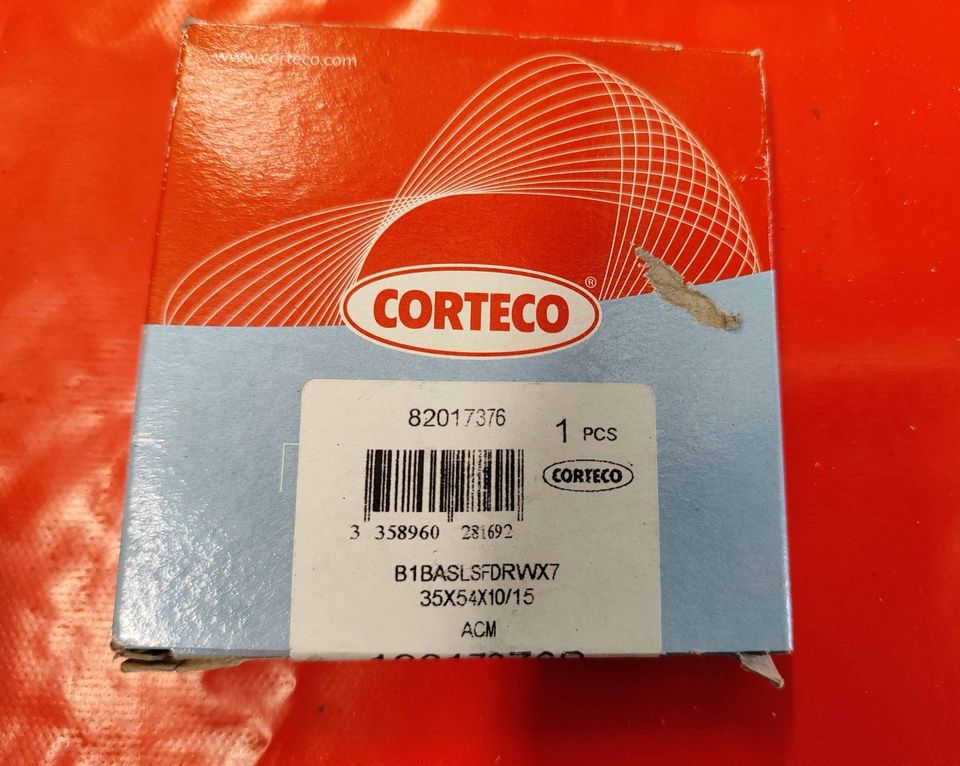 www.corteco.com
CORTECO®
82017376
1 PCS
CORTECO
3 358960 281692
B1BASLSFDRWX7
35X54X10/15
ACM